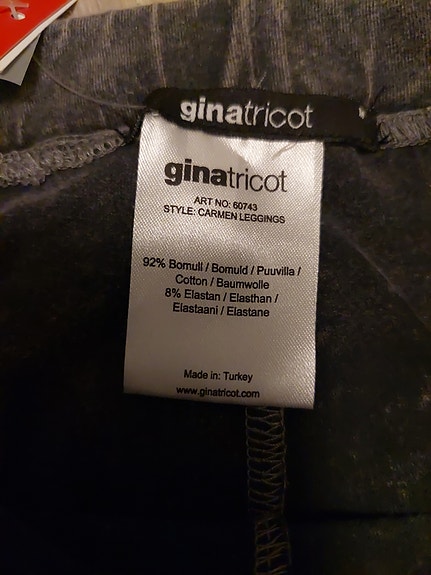 ginatricot
ginatricot
ART NO: 60743
STYLE: CARMEN LEGGINGS
92% Bomull / Bomuld / Puuvilla /
Cotton / Baumwolle
8% Elastan / Elasthan /
Elastaani / Elastane
Made in: Turkey
www.ginatricot.com